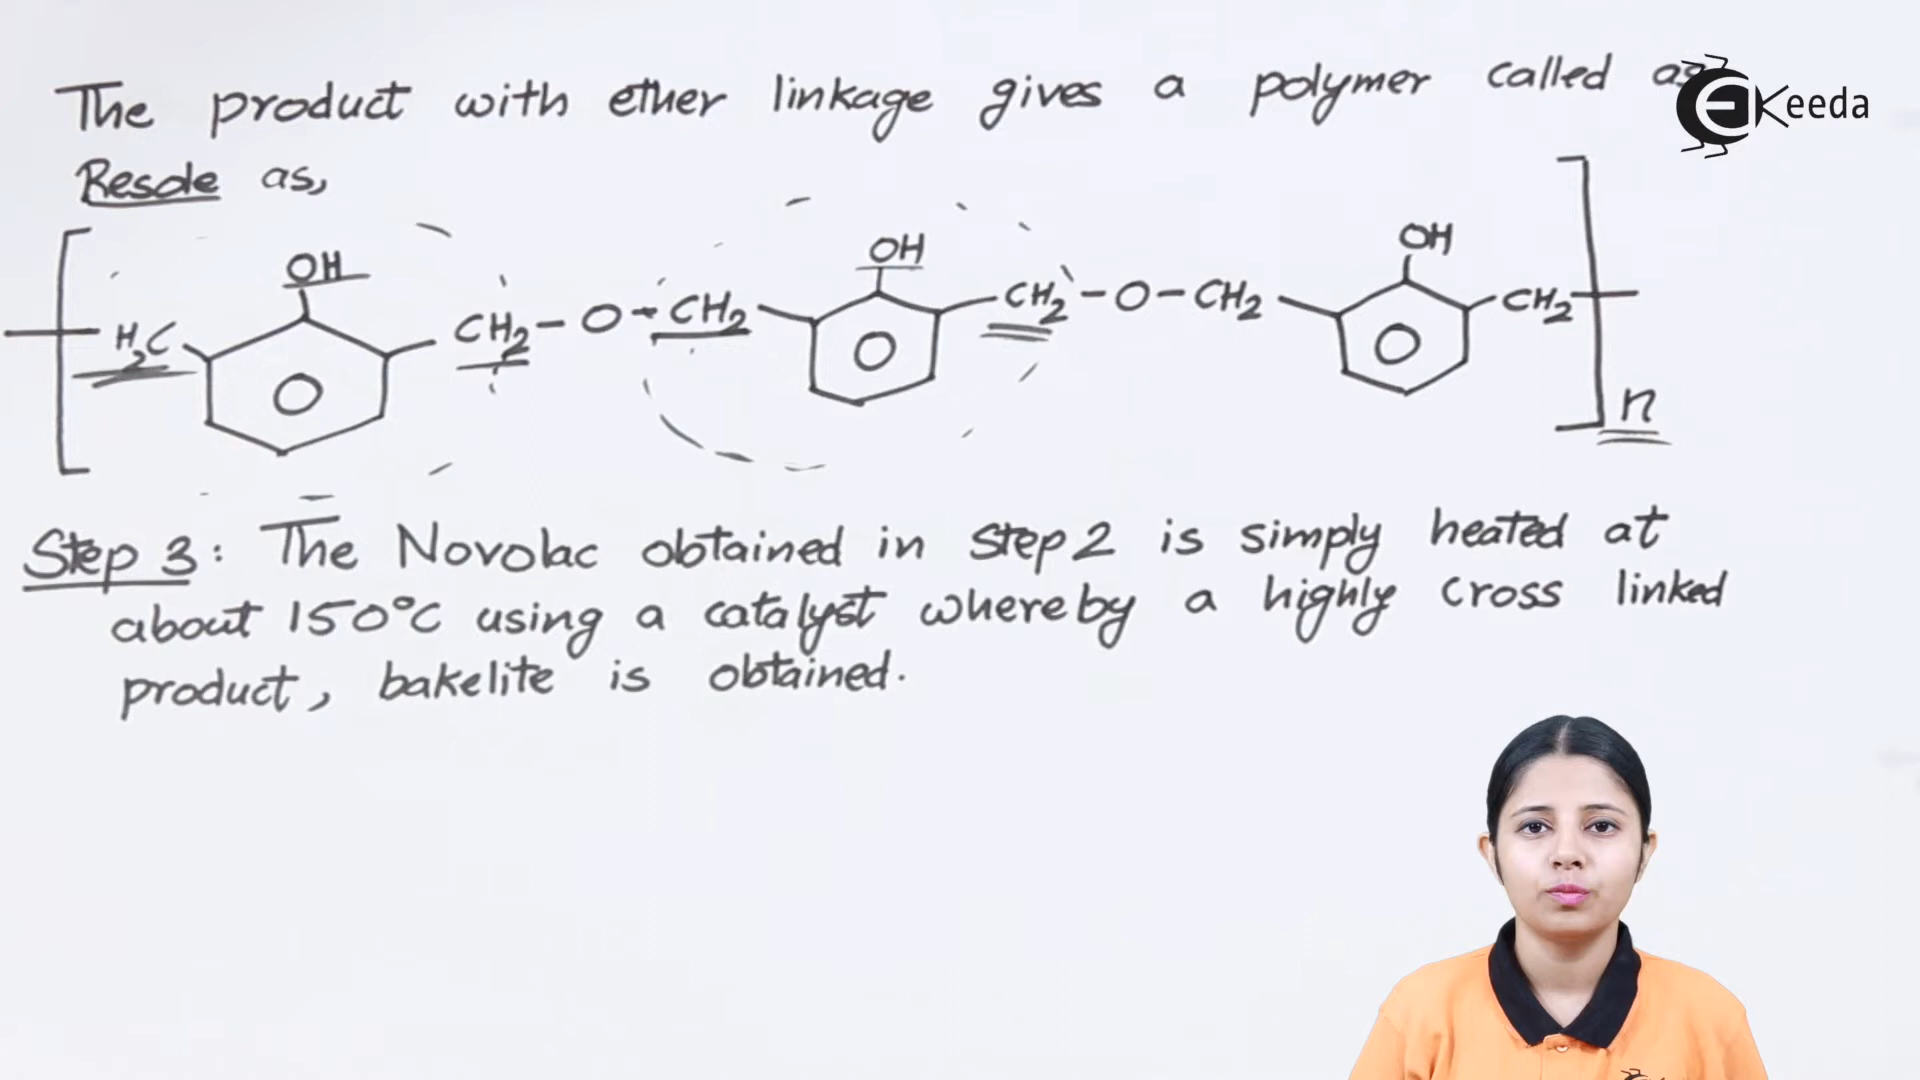 The product with ether linkage gives a polymer called as
Keeda
Resole as,
OH OH OH
H2C CH2-O-CH2 CH2-O-CH2 CH2
n
Step 3: The Novolac obtained in step 2 is simply heated at
about 150°C using a catalyst whereby a highly cross linked
product, bakelite is obtained.